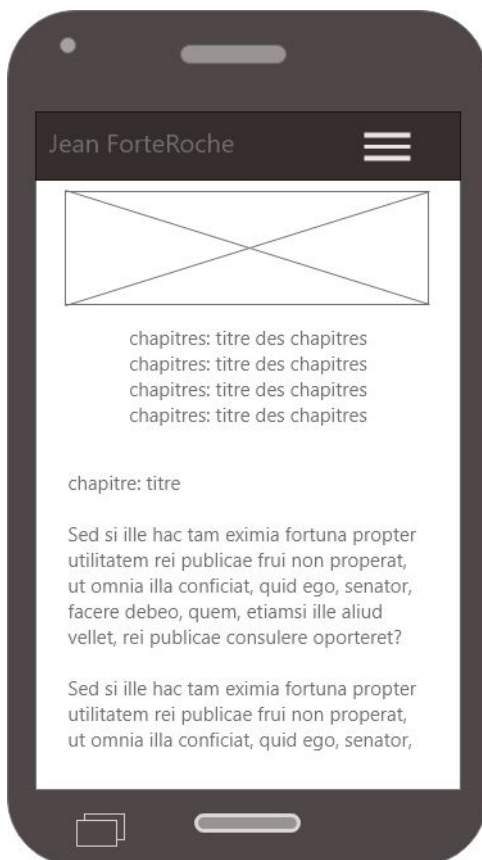 Jean ForteRoche
chapitres: titre des chapitres
chapitres: titre des chapitres
chapitres: titre des chapitres
chapitres: titre des chapitres
chapitre: titre
Sed si ille hac tam eximia fortuna propter
utilitatem rei publicae frui non properat,
ut omnia illa conficiat, quid ego, senator,
facere debeo, quem, etiamsi ille aliud
vellet, rei publicae consulere oporteret?
Sed si ille hac tam eximia fortuna propter
utilitatem rei publicae frui non properat,
ut omnia illa conficiat, quid ego, senator,